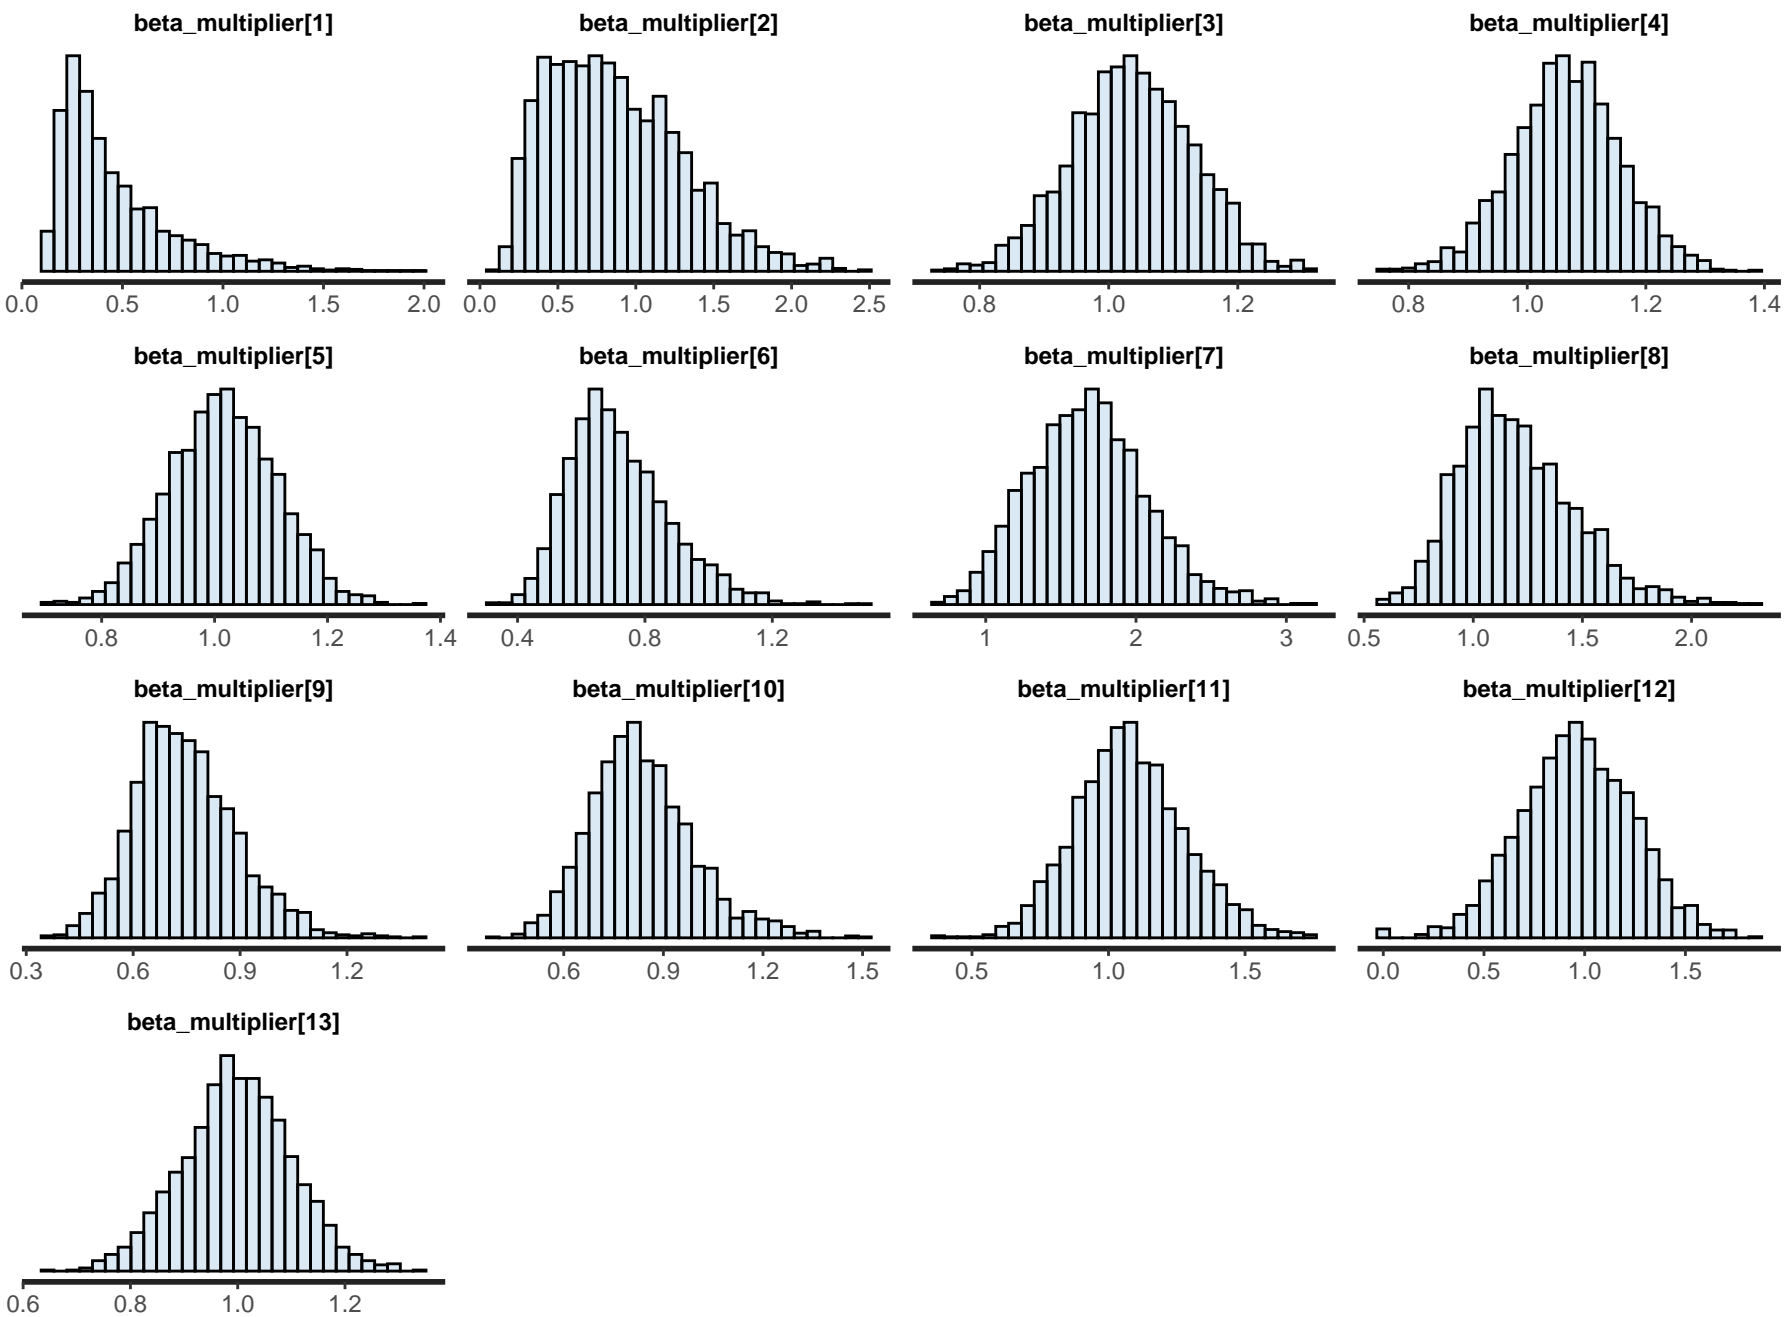 beta_multiplier[1] beta_multiplier[2] beta_multiplier[3] beta_multiplier[4]
0.0 0.5 1.0 1.5 2.0 0.0 0.5 1.0 1.5 2.0 2.5 0.8 1.0 1.2 0.8 1.0 1.2 1.4
beta_multiplier[5] beta_multiplier[6] beta_multiplier[7] beta_multiplier[8]
0.8 1.0 1.2 1.4 0.4 0.8 1.2 1 2 3 0.5 1.0 1.5 2.0
beta_multiplier[9] beta_multiplier[10] beta_multiplier[11] beta_multiplier[12]
0.3 0.6 0.9 1.2 0.6 0.9 1.2 1.5 0.5 1.0 1.5 0.0 0.5 1.0 1.5
beta_multiplier[13]
0.6 0.8 1.0 1.2